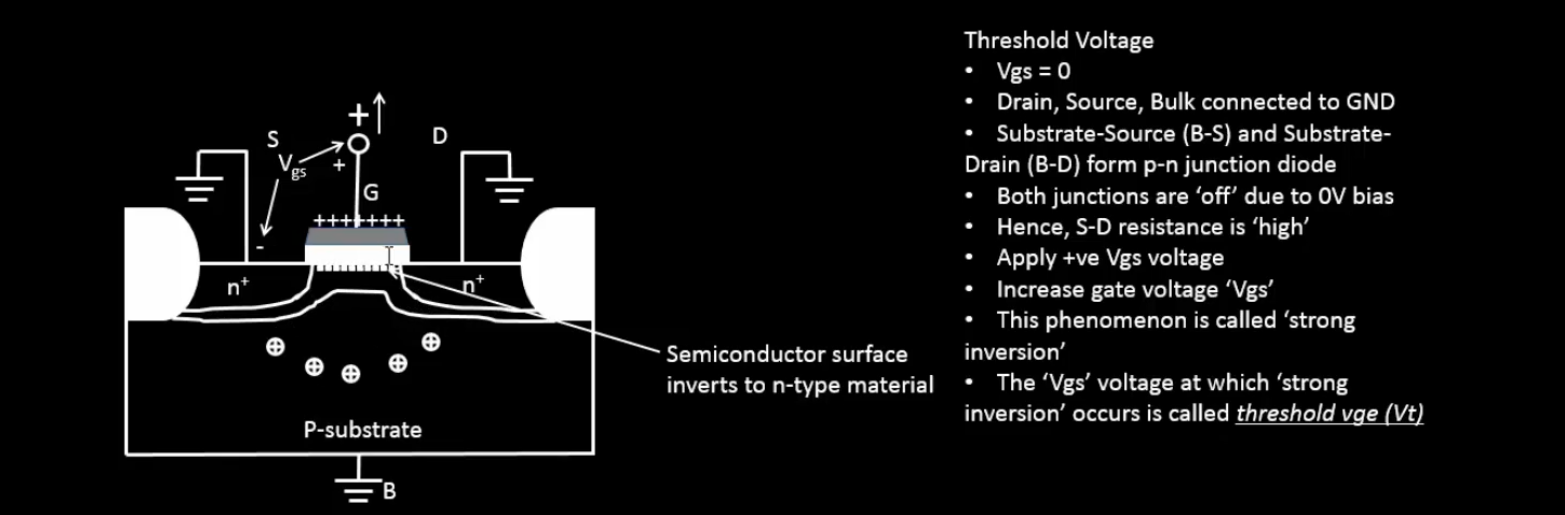 Threshold Voltage
• Vgs = 0
• Drain, Source, Bulk connected to GND
• Substrate-Source (B-S) and Substrate-
Drain (B-D) form p-n junction diode
• Both junctions are ‘off’ due to 0V bias
• Hence, S-D resistance is ‘high’
• Apply +ve Vgs voltage
• Increase gate voltage ‘Vgs’
• This phenomenon is called ‘strong
inversion’
• The ‘Vgs’ voltage at which ‘strong
inversion’ occurs is called threshold vge (Vt)
+
S
D
Vgs
+
G
+++++++
-
n+
n+
Semiconductor surface
inverts to n-type material
P-substrate
B